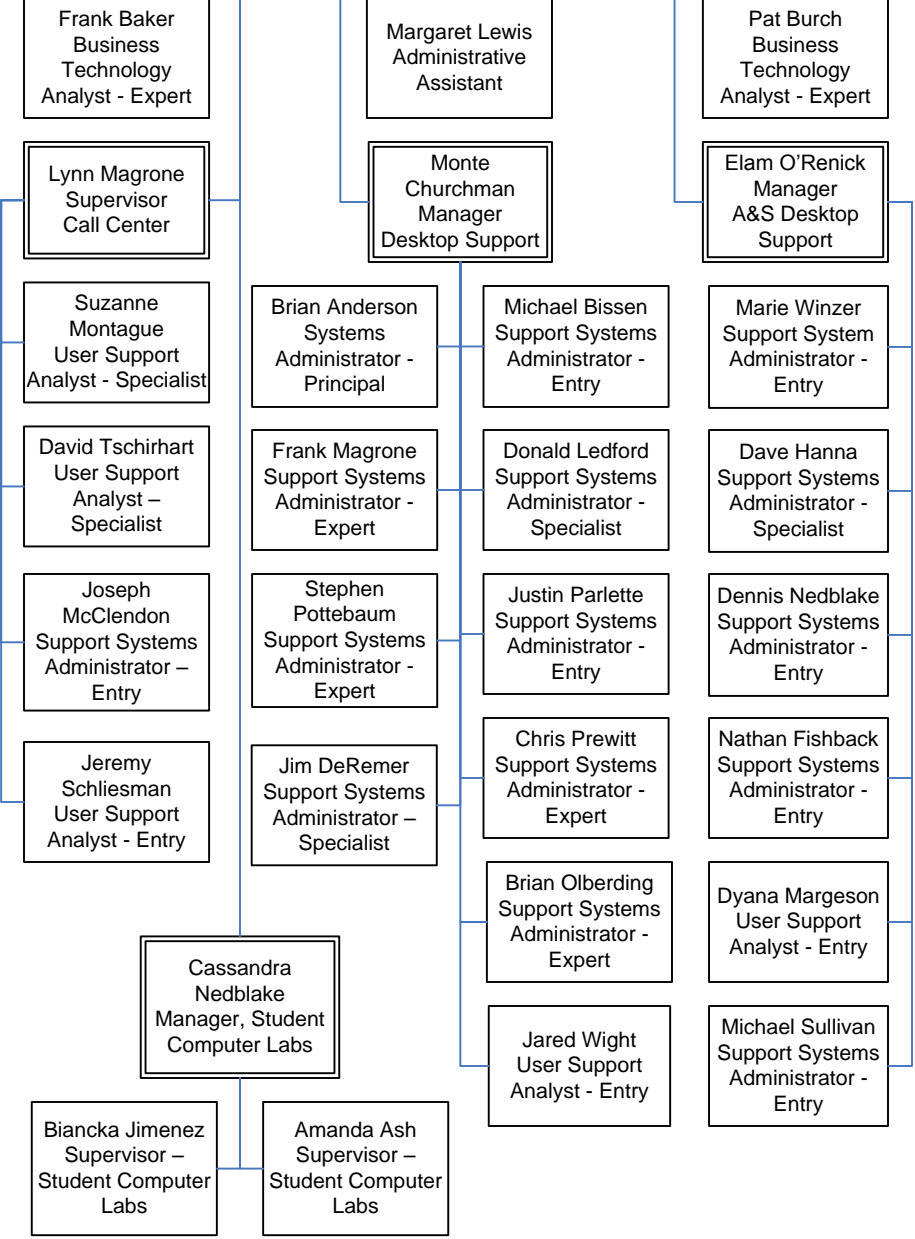 Frank Baker
Business
Technology
Analyst - Expert
Margaret Lewis
Administrative
Assistant
Pat Burch
Business
Technology
Analyst - Expert
Lynn Magrone
Supervisor
Call Center
Monte
Churchman
Manager
Desktop Support
Elam O'Renick
Manager
A&S Desktop
Support
Suzanne
Montague
User Support
Analyst - Specialist
Brian Anderson
Systems
Administrator -
Principal
Michael Bissen
Support Systems
Administrator -
Entry
Marie Winzer
Support System
Administrator -
Entry
David Tschirhart
User Support
Analyst –
Specialist
Frank Magrone
Support Systems
Administrator -
Expert
Donald Ledford
Support Systems
Administrator -
Specialist
Dave Hanna
Support Systems
Administrator -
Specialist
Joseph
McClendon
Support Systems
Administrator –
Entry
Stephen
Pottebaum
Support Systems
Administrator -
Expert
Justin Parlette
Support Systems
Administrator -
Entry
Dennis Nedblake
Support Systems
Administrator -
Entry
Jeremy
Schliesman
User Support
Analyst - Entry
Jim DeRemer
Support Systems
Administrator –
Specialist
Chris Prewitt
Support Systems
Administrator -
Expert
Nathan Fishback
Support Systems
Administrator -
Entry
Brian Olberding
Support Systems
Administrator -
Expert
Dyana Margeson
User Support
Analyst - Entry
Cassandra
Nedblake
Manager, Student
Computer Labs
Jared Wight
User Support
Analyst - Entry
Michael Sullivan
Support Systems
Administrator -
Entry
Biancka Jimenez
Supervisor –
Student Computer
Labs
Amanda Ash
Supervisor –
Student Computer
Labs